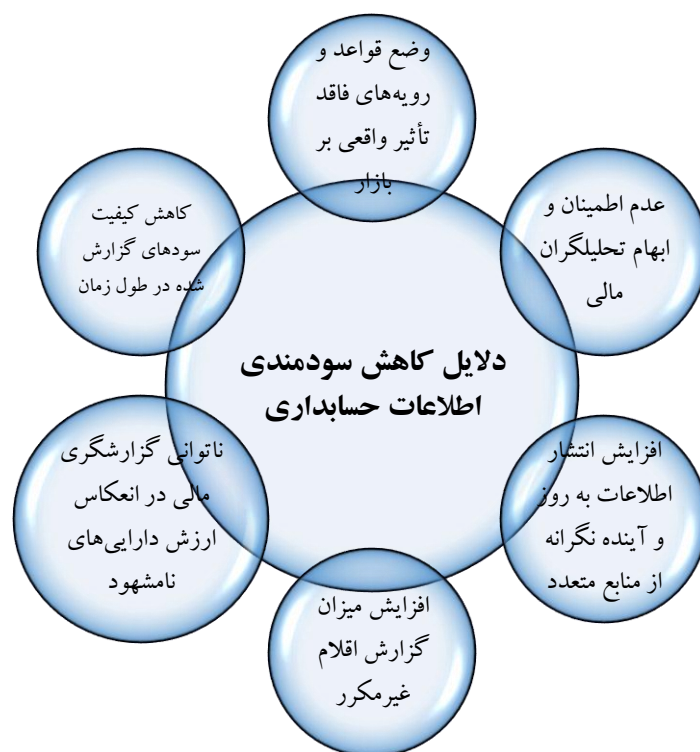 وضع قواعد و
رویه‌های فاقد
تأثیر واقعی بر
بازار
عدم اطمینان و
ابهام تحلیلگران
مالی
کاهش کیفیت
سودهای گزارش
شده در طول زمان
دلایل کاهش سودمندی
اطلاعات حسابداری
افزایش انتشار
اطلاعات به روز
و آینده نگرانه
از منابع متعدد
ناتوانی گزارشگری
مالی در انعکاس
ارزش دارایی‌های
نامشهود
افزایش میزان
گزارش اقلام
غیرمکرر